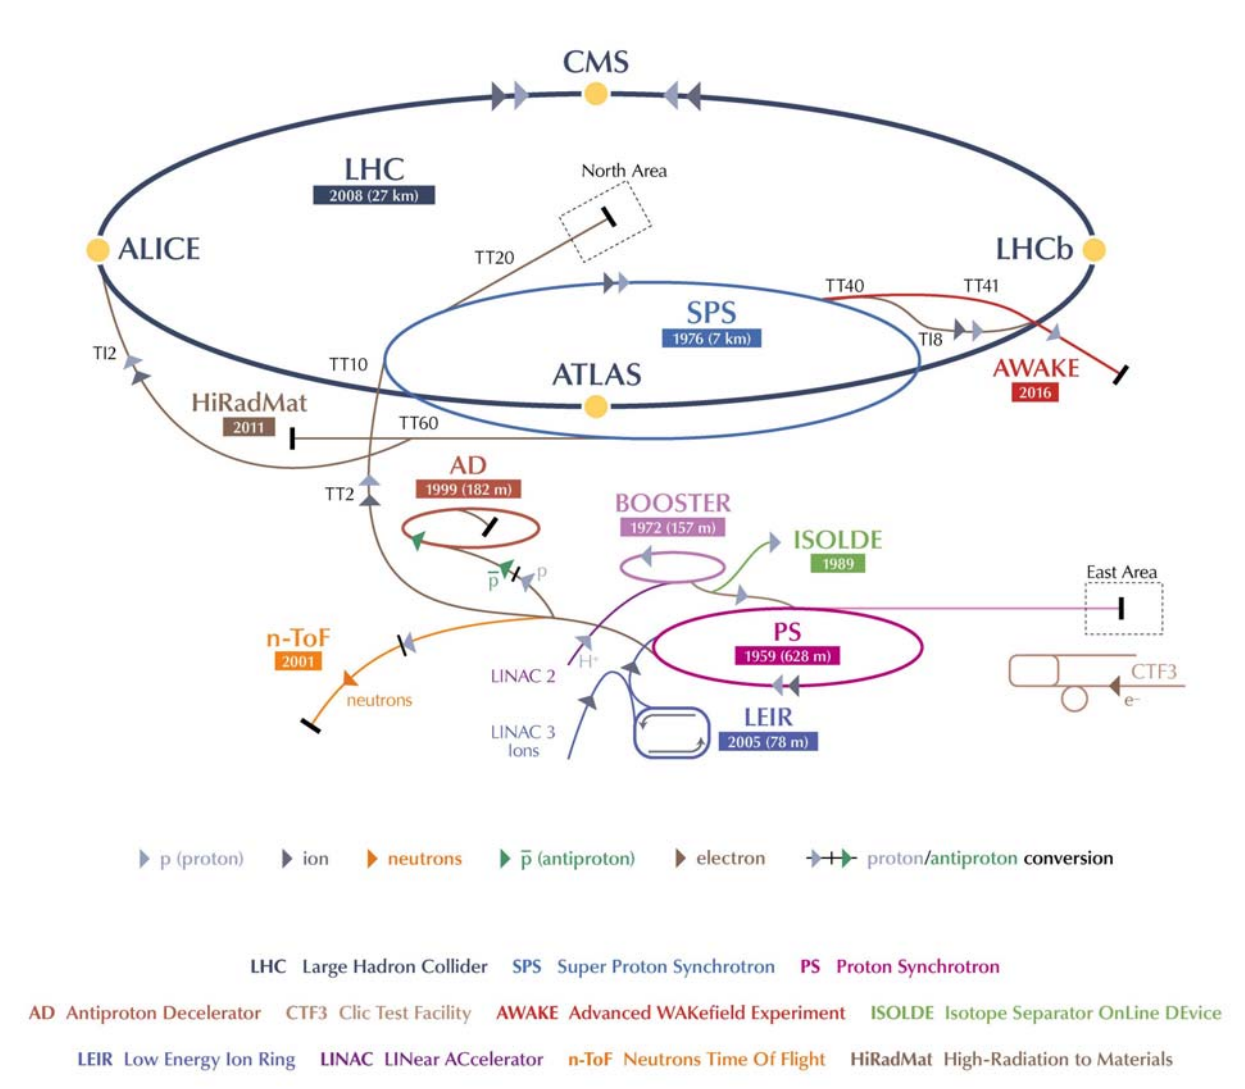 CMS
LHC
2008 (27 km)
North Area
ALICE
LHCb
TT20
TT40
TT41
SPS
1976 (7 km)
TI2
TT10
TI8
ATLAS
AWAKE
2016
HiRadMat
2011
TT60
AD
1999 (182 m)
TT2
BOOSTER
1972 (157 m)
ISOLDE
1989
p̅
p
East Area
n-ToF
2001
PS
1959 (628 m)
H⁺
LINAC 2
neutrons
CTF3
e⁻
LINAC 3
Ions
LEIR
2005 (78 m)
p (proton)
ion
neutrons
p̅ (antiproton)
electron
proton/antiproton conversion
LHC Large Hadron Collider SPS Super Proton Synchrotron PS Proton Synchrotron
AD Antiproton Decelerator CTF3 Clic Test Facility AWAKE Advanced WAKefield Experiment ISOLDE Isotope Separator OnLine DEvice
LEIR Low Energy Ion Ring LINAC LINear ACcelerator n-ToF Neutrons Time Of Flight HiRadMat High-Radiation to Materials